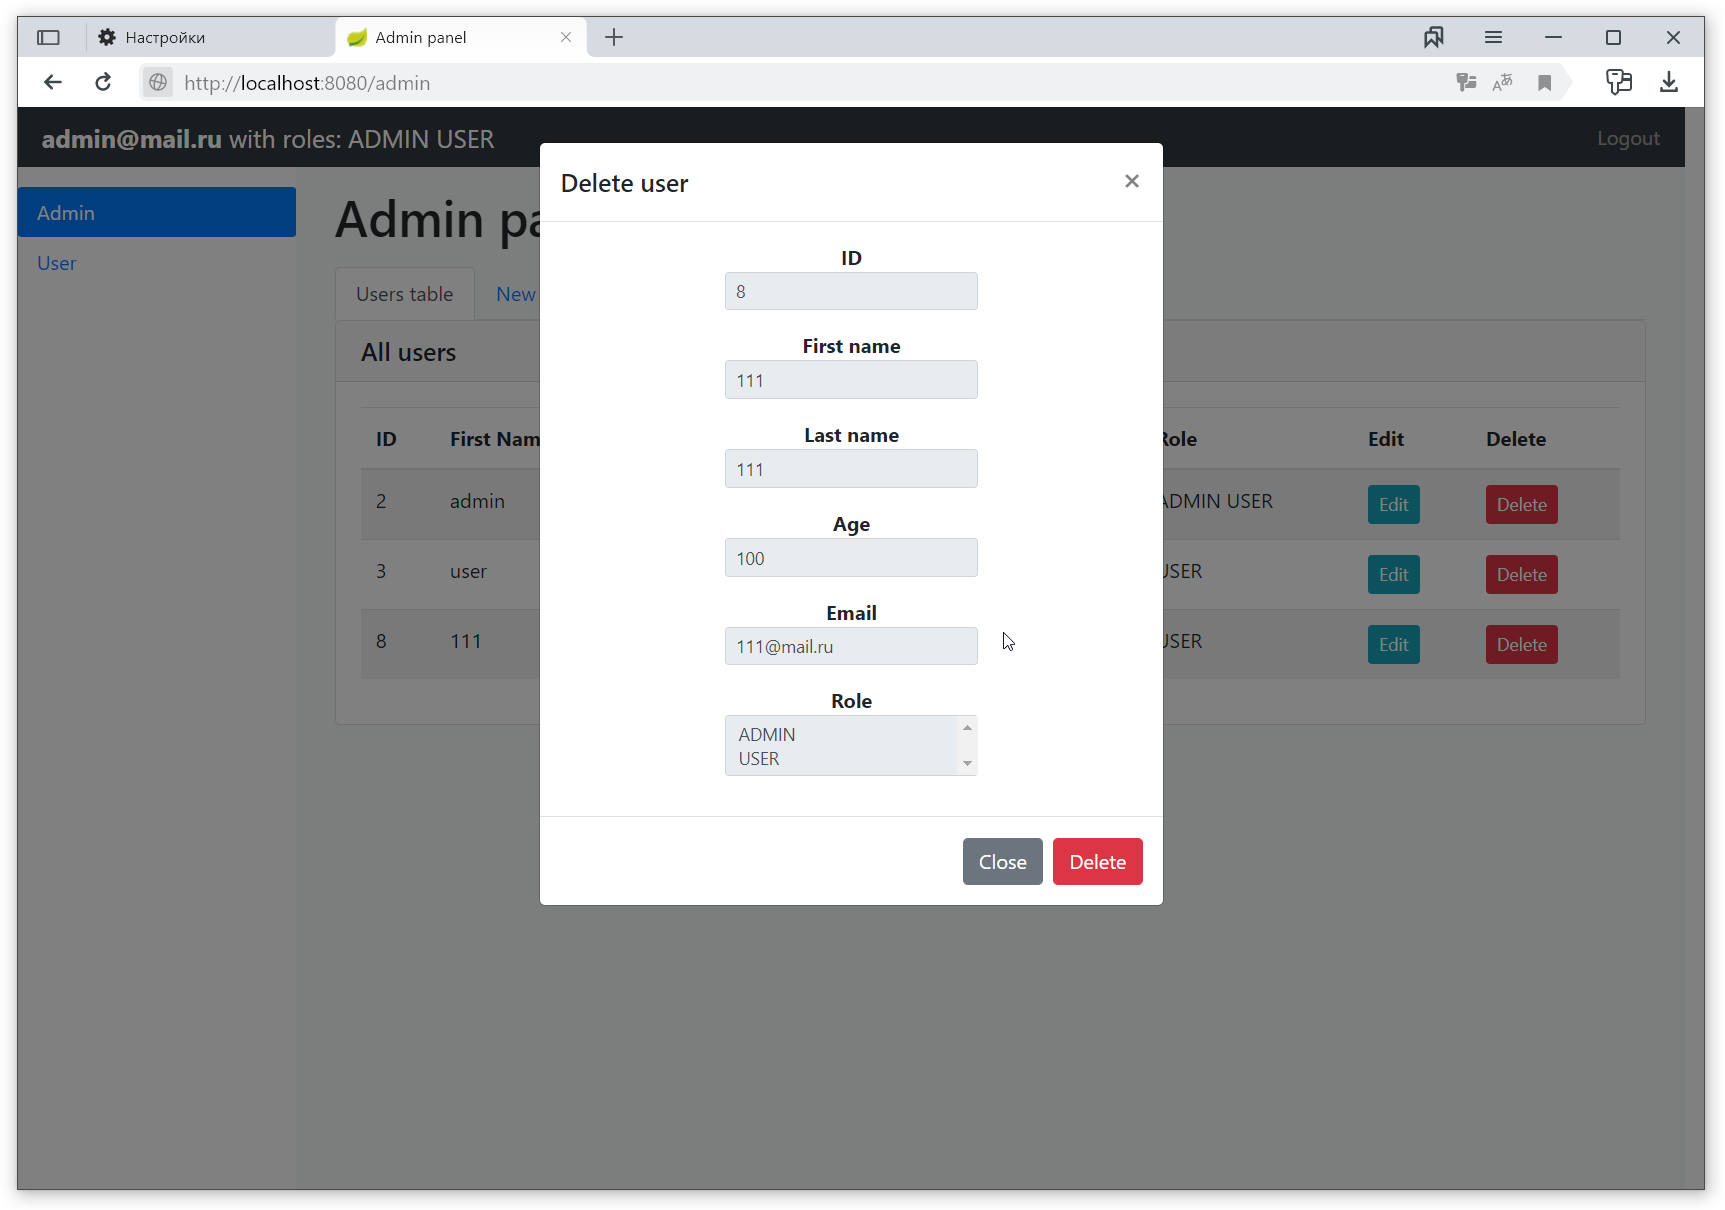 Настройки
Admin panel
http://localhost:8080/admin
admin@mail.ru with roles: ADMIN USER
Logout
Admin
User
Admin
Users table
New
All users
ID First Edit Delete
2 admin ADMIN USER Edit Delete
3 user USER Edit Delete
8 111 USER Edit Delete
Delete user
ID
8
First name
111
Last name
111
Age
100
Email
111@mail.ru
Role
ADMIN
USER
Close Delete